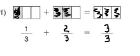 1)
1/3 + 2/3 = 3/3